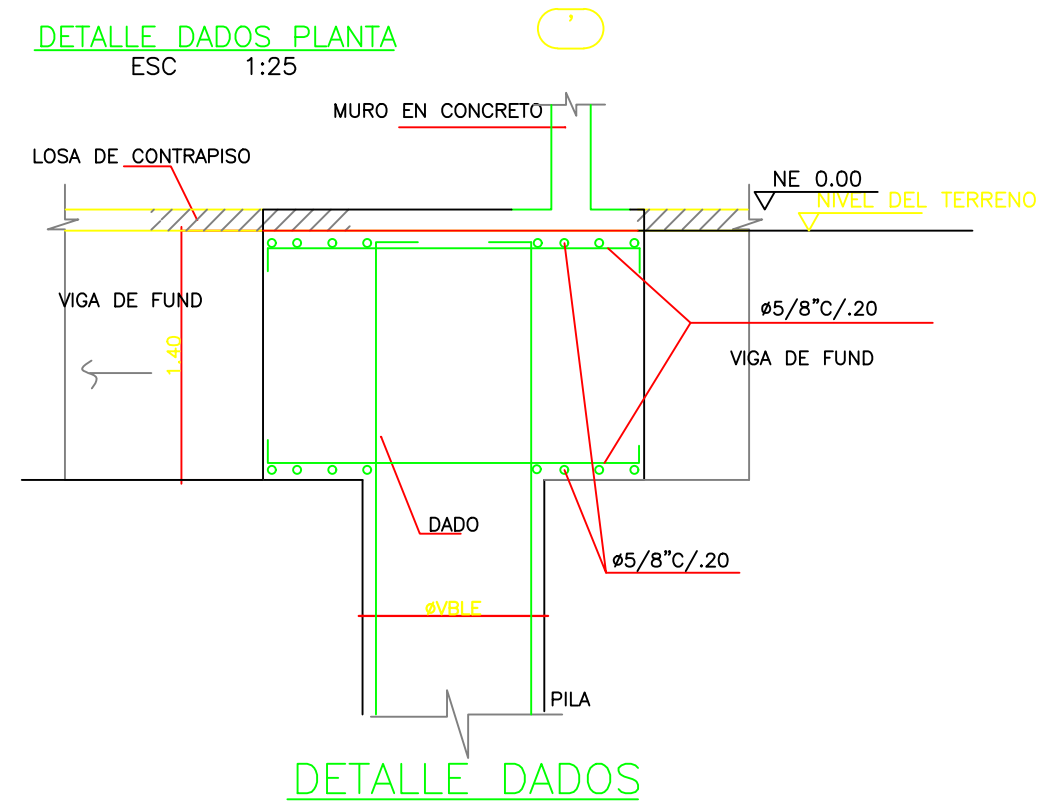 DETALLE DADOS PLANTA
ESC 1:25
’
MURO EN CONCRETO
LOSA DE CONTRAPISO
NE 0.00
NIVEL DEL TERRENO
VIGA DE FUND
ø5/8”C/.20
1.40
VIGA DE FUND
DADO
ø5/8”C/.20
øVBLE
PILA
DETALLE DADOS